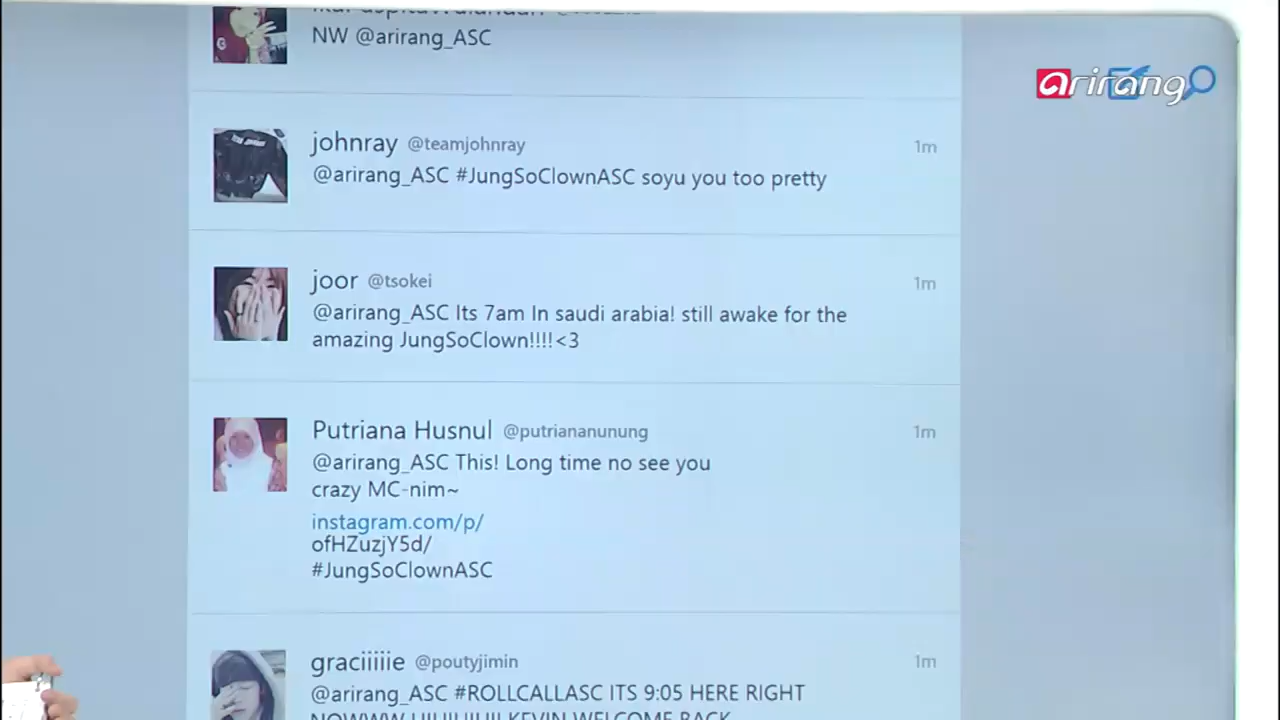 NW @arirang_ASC
arirang
johnray @teamjohnray 1m
@arirang_ASC #JungSoClownASC soyu you too pretty
joor @tsokei 1m
@arirang_ASC Its 7am In saudi arabia! still awake for the
amazing JungSoClown!!!!<3
Putriana Husnul @putriananunung 1m
@arirang_ASC This! Long time no see you
crazy MC-nim~
instagram.com/p/
ofHZuzjY5d/
#JungSoClownASC
graciiiiie @poutyjimin 1m
@arirang_ASC #ROLLCALLASC ITS 9:05 HERE RIGHT
KEVIN WELCOME BACK